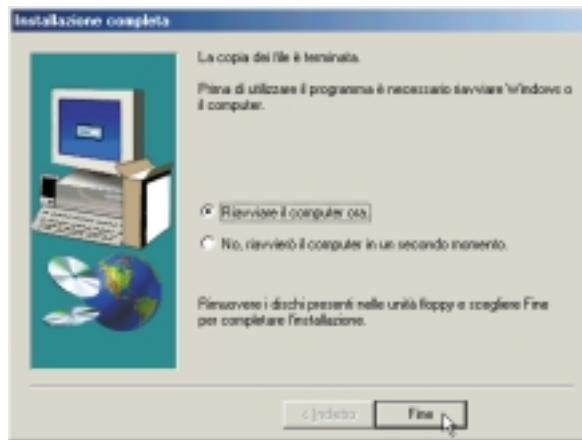 Installazione completa
La copia dei file è terminata.
Prima di utilizzare il programma è necessario riavviare Windows o
il computer.
Riavviare il computer ora.
No, riavvierò il computer in un secondo momento.
Rimuovere i dischi presenti nelle unità floppy e scegliere Fine
per completare l'installazione.
< Indietro
Fine